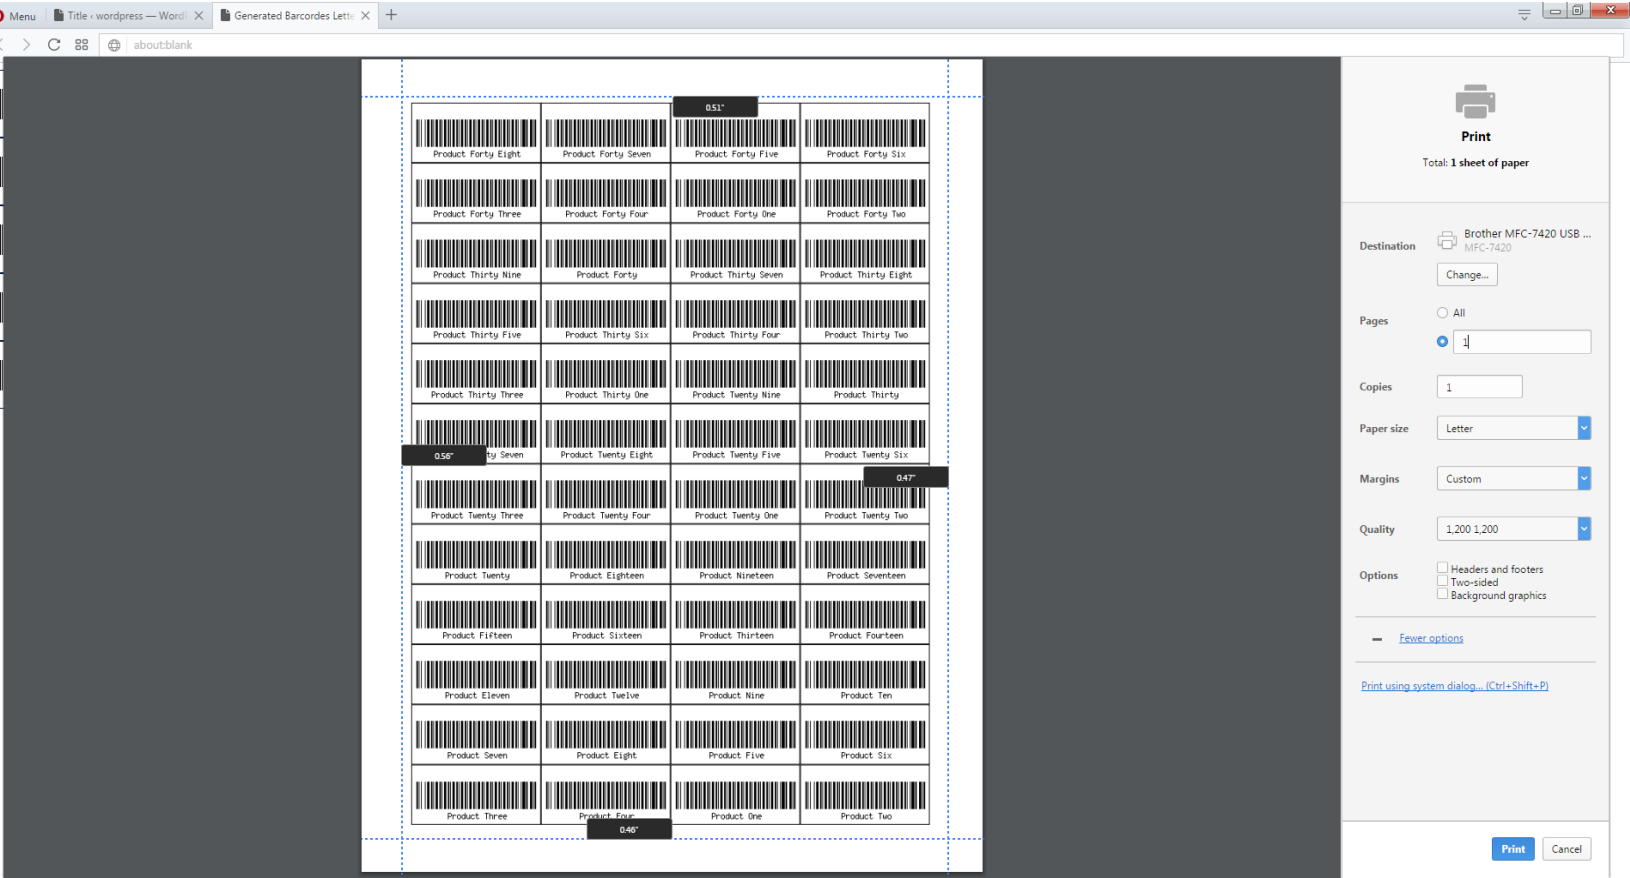 Menu
Title ‹ wordpress — Word
Generated Barcordes Lette
about:blank
0.51"
Product Forty Eight
Product Forty Seven
Product Forty Five
Product Forty Six
Product Forty Three
Product Forty Four
Product Forty One
Product Forty Two
Product Thirty Nine
Product Forty
Product Thirty Seven
Product Thirty Eight
Product Thirty Five
Product Thirty Six
Product Thirty Four
Product Thirty Two
Product Thirty Three
Product Thirty One
Product Twenty Nine
Product Thirty
0.56"
ty Seven
Product Twenty Eight
Product Twenty Five
Product Twenty Six
0.47"
Product Twenty Three
Product Twenty Four
Product Twenty One
Product Twenty Two
Product Twenty
Product Eighteen
Product Nineteen
Product Seventeen
Product Fifteen
Product Sixteen
Product Thirteen
Product Fourteen
Product Eleven
Product Twelve
Product Nine
Product Ten
Product Seven
Product Eight
Product Five
Product Six
Product Three
Product Four
Product One
Product Two
0.46"
Print
Total: 1 sheet of paper
Destination
Brother MFC-7420 USB ...
MFC-7420
Change...
Pages
All
1
Copies
1
Paper size
Letter
Margins
Custom
Quality
1,200 1,200
Options
Headers and footers
Two-sided
Background graphics
Fewer options
Print using system dialog... (Ctrl+Shift+P)
Print
Cancel